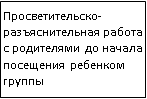 Просветительско-
разъяснительная работа
с родителями до начала
посещения ребенком
группы